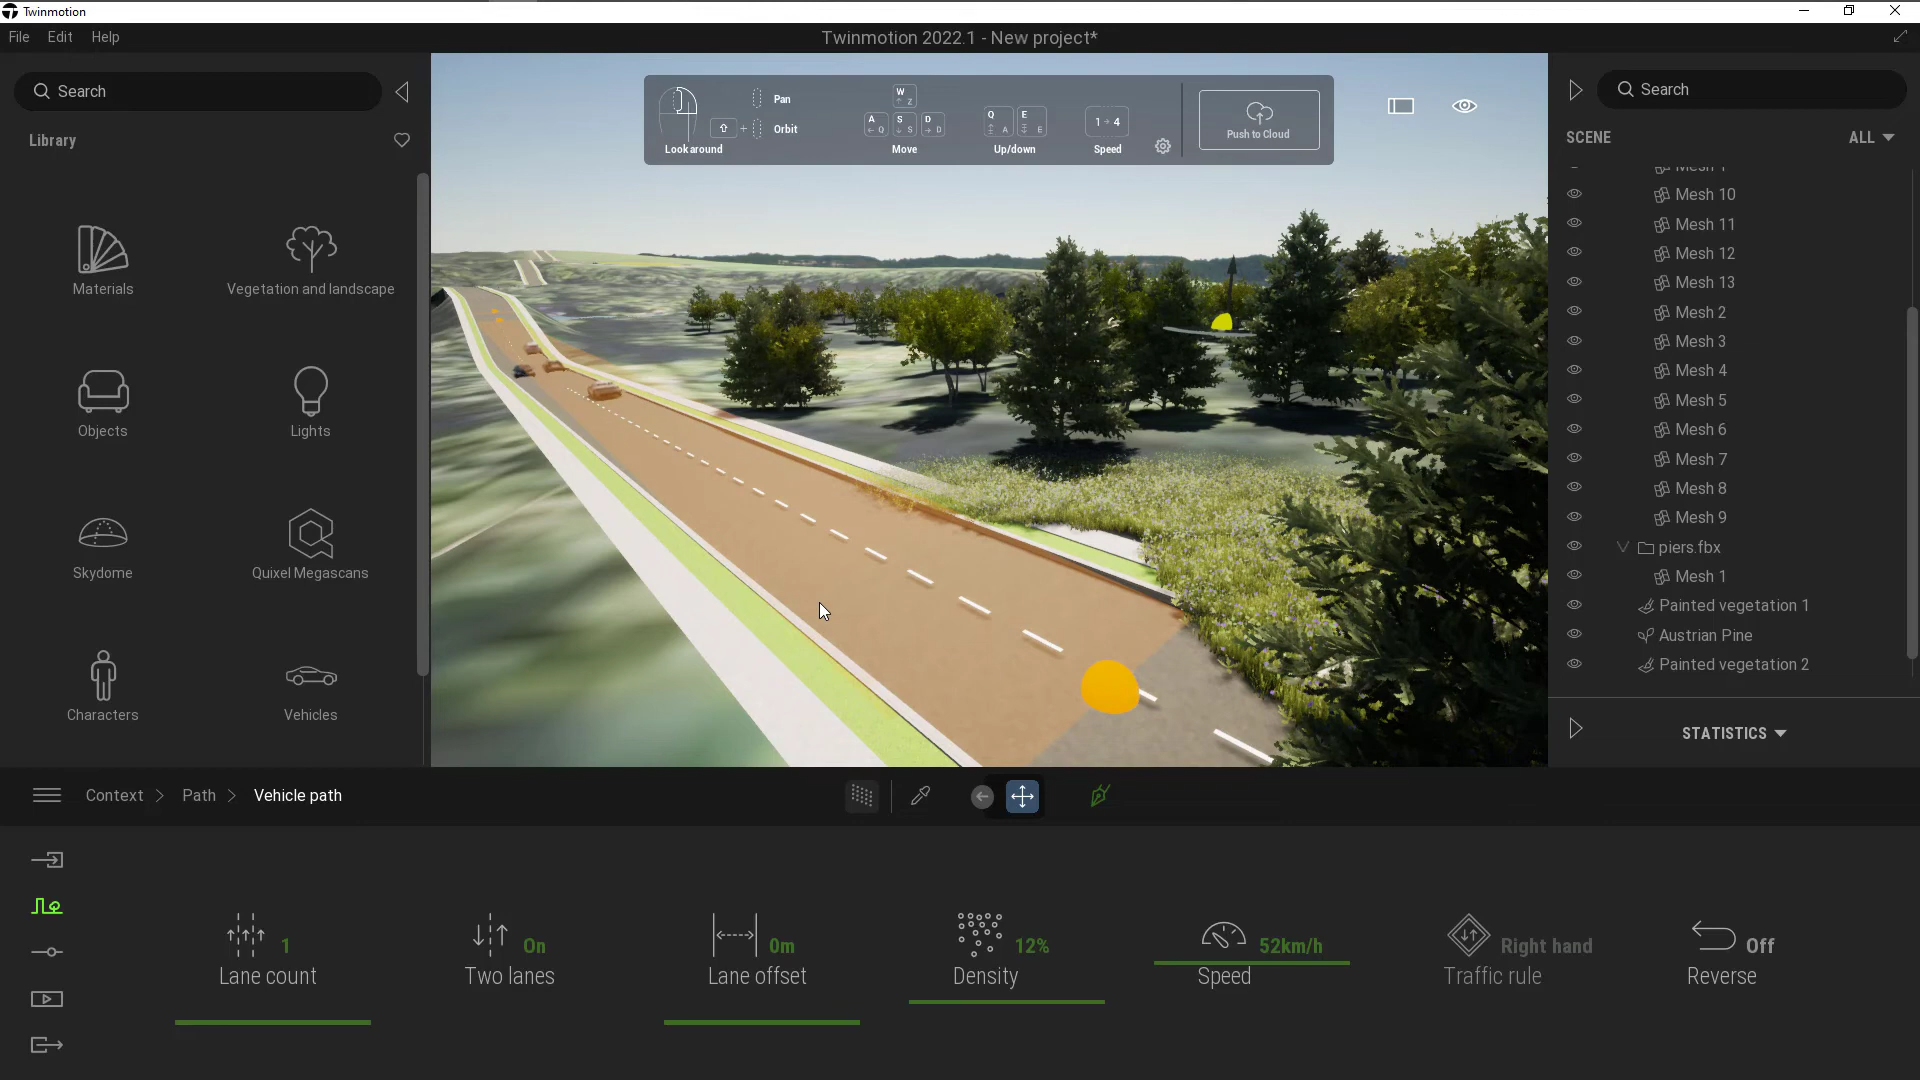 Twinmotion
File Edit Help
Twinmotion 2022.1 - New project*
Search
Library
Materials
Vegetation and landscape
Objects
Lights
Skydome
Quixel Megascans
Characters
Vehicles
Look around
Pan
Orbit
W
Z
A
Q
S
S
D
D
Move
Q
A
E
E
Up/down
1 - 4
Speed
Push to Cloud
Search
SCENE ALL
Mesh 1
Mesh 10
Mesh 11
Mesh 12
Mesh 13
Mesh 2
Mesh 3
Mesh 4
Mesh 5
Mesh 6
Mesh 7
Mesh 8
Mesh 9
piers.fbx
Mesh 1
Painted vegetation 1
Austrian Pine
Painted vegetation 2
STATISTICS
Context > Path > Vehicle path
1
Lane count
On
Two lanes
0m
Lane offset
12%
Density
52km/h
Speed
Right hand
Traffic rule
Off
Reverse